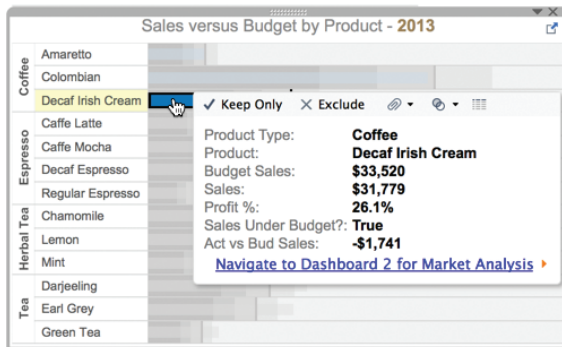 Sales versus Budget by Product - 2013
Coffee
Amaretto
Colombian
Decaf Irish Cream
Espresso
Caffe Latte
Caffe Mocha
Decaf Espresso
Regular Espresso
Herbal Tea
Chamomile
Lemon
Mint
Tea
Darjeeling
Earl Grey
Green Tea
Keep Only Exclude
Product Type: Coffee
Product: Decaf Irish Cream
Budget Sales: $33,520
Sales: $31,779
Profit %: 26.1%
Sales Under Budget?: True
Act vs Bud Sales: -$1,741
Navigate to Dashboard 2 for Market Analysis